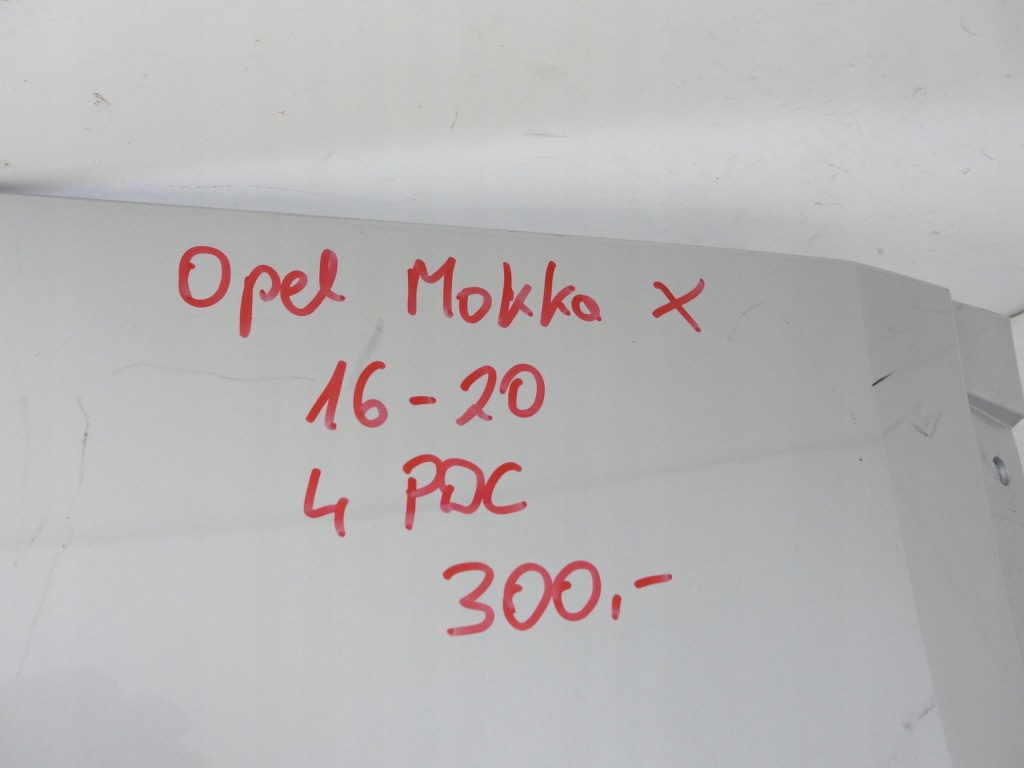 Opel Mokka X
16-20
4 PDC
300,-